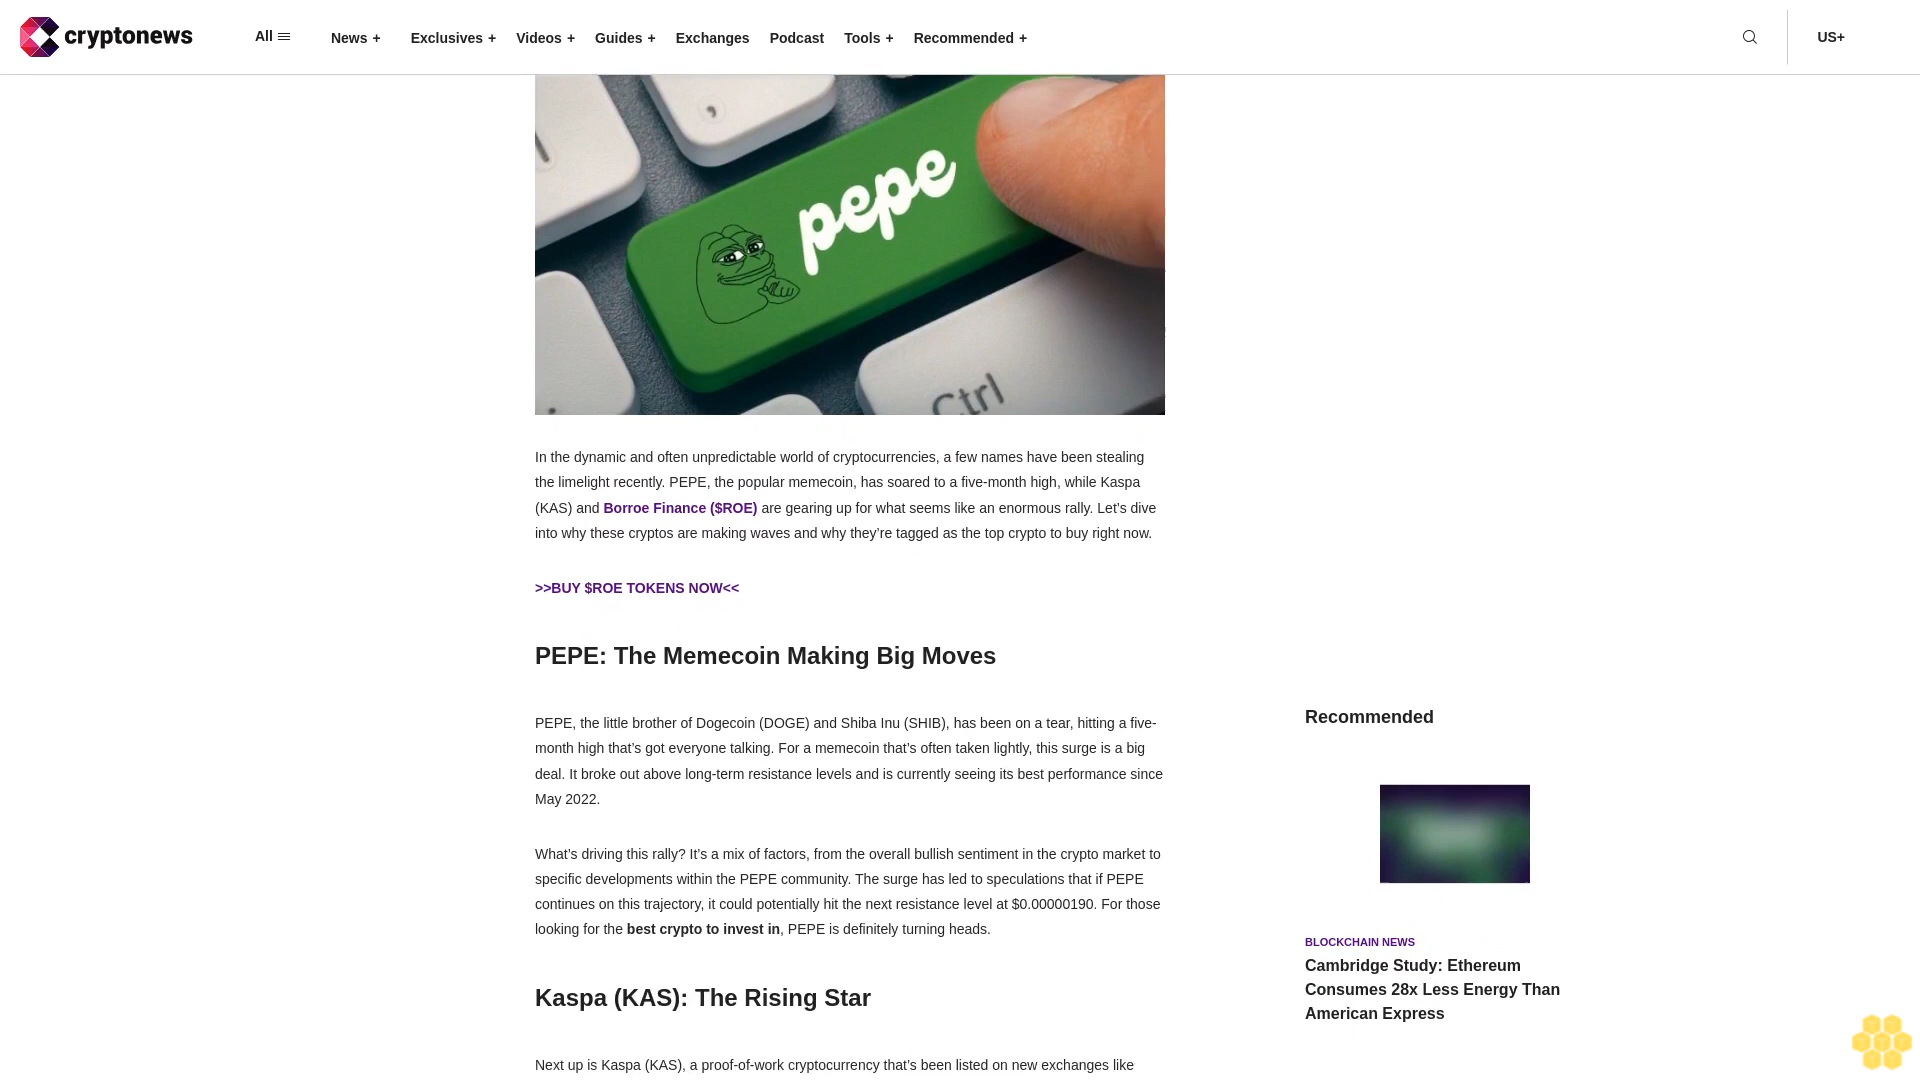 cryptonews
All
News +
Exclusives +
Videos +
Guides +
Exchanges
Podcast
Tools +
Recommended +
US+
pepe
Ctrl
In the dynamic and often unpredictable world of cryptocurrencies, a few names have been stealing
the limelight recently. PEPE, the popular memecoin, has soared to a five-month high, while Kaspa
(KAS) and Borroe Finance ($ROE) are gearing up for what seems like an enormous rally. Let’s dive
into why these cryptos are making waves and why they’re tagged as the top crypto to buy right now.
>>BUY $ROE TOKENS NOW<<
PEPE: The Memecoin Making Big Moves
PEPE, the little brother of Dogecoin (DOGE) and Shiba Inu (SHIB), has been on a tear, hitting a five-
month high that’s got everyone talking. For a memecoin that’s often taken lightly, this surge is a big
deal. It broke out above long-term resistance levels and is currently seeing its best performance since
May 2022.
What’s driving this rally? It’s a mix of factors, from the overall bullish sentiment in the crypto market to
specific developments within the PEPE community. The surge has led to speculations that if PEPE
continues on this trajectory, it could potentially hit the next resistance level at $0.00000190. For those
looking for the best crypto to invest in, PEPE is definitely turning heads.
Kaspa (KAS): The Rising Star
Next up is Kaspa (KAS), a proof-of-work cryptocurrency that’s been listed on new exchanges like
Recommended
BLOCKCHAIN NEWS
Cambridge Study: Ethereum
Consumes 28x Less Energy Than
American Express